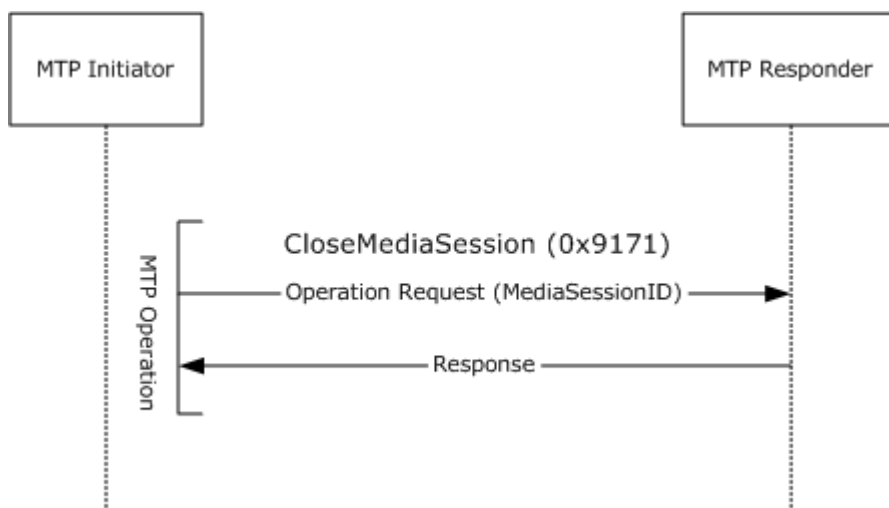 MTP Initiator
MTP Responder
CloseMediaSession (0x9171)
MTP Operation
Operation Request (MediaSessionID)
Response